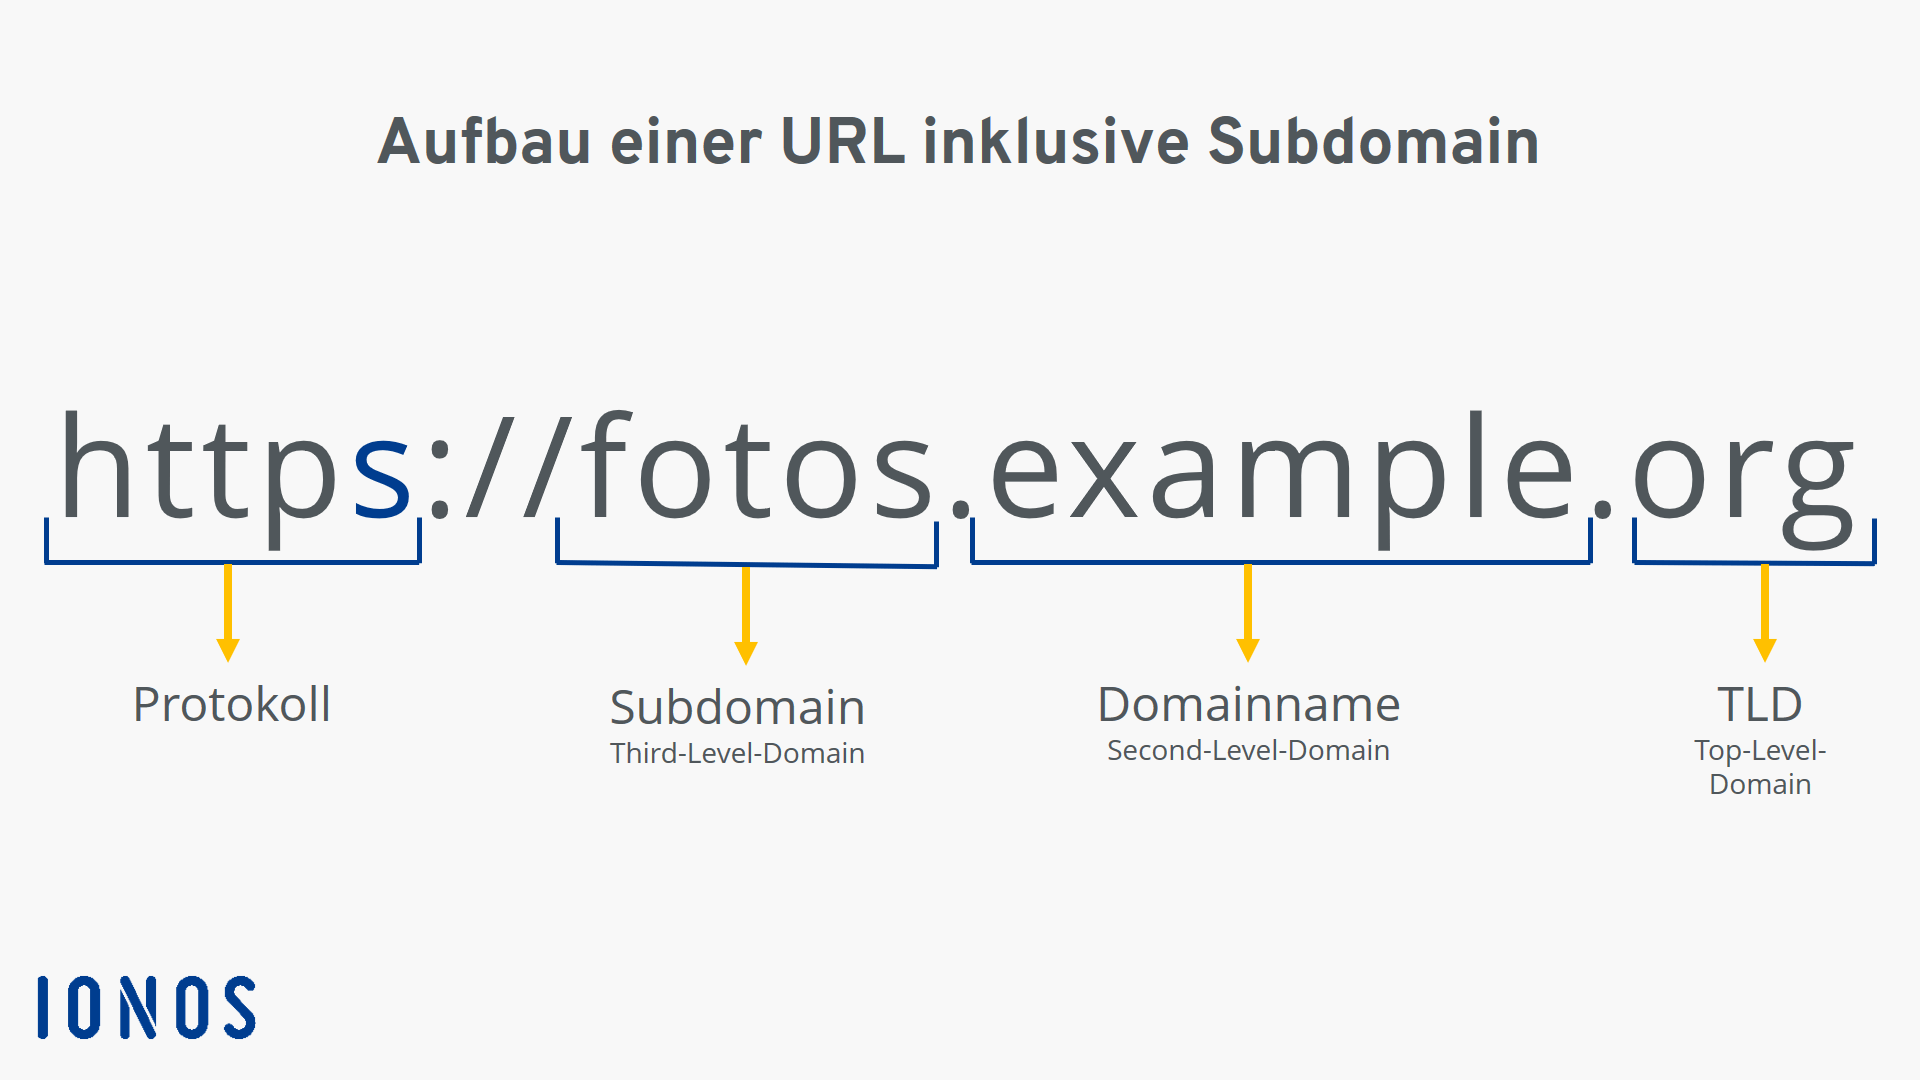 Aufbau einer URL inklusive Subdomain
https://fotos.example.org
Protokoll
Subdomain
Third-Level-Domain
Domainname
Second-Level-Domain
TLD
Top-Level-
Domain
IONOS